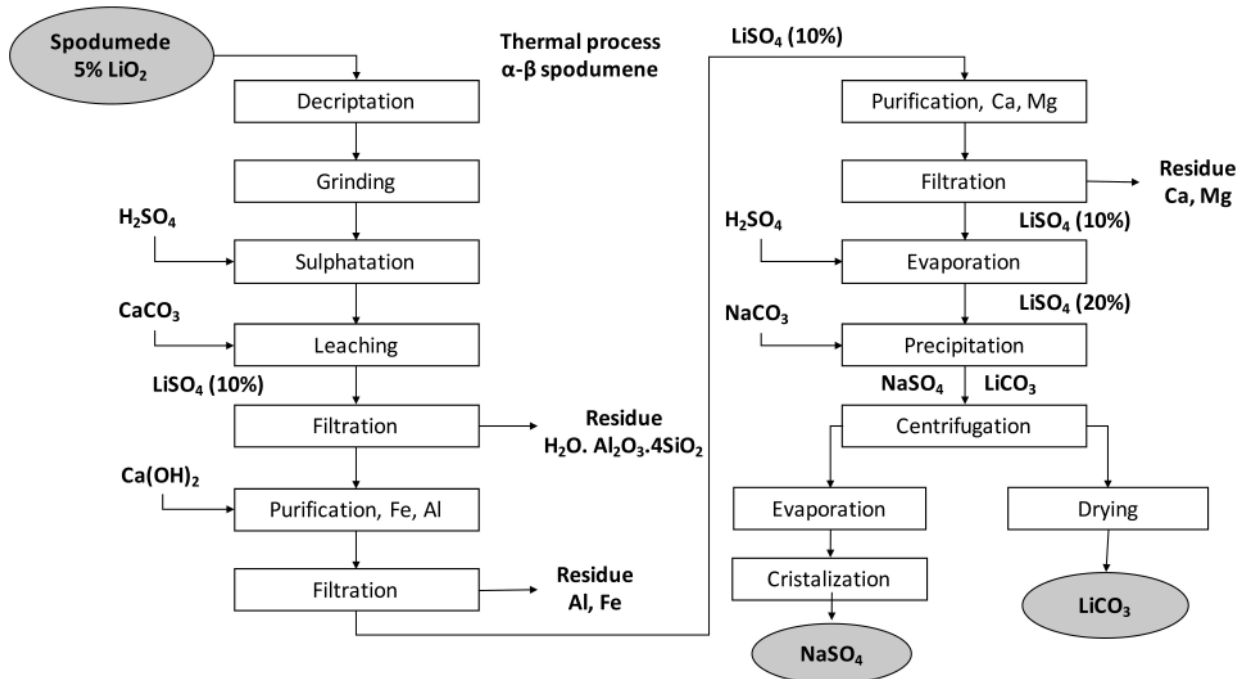 Spodumede
5% LiO₂
Thermal process
α-β spodumene
Decriptation
Grinding
H₂SO₄
Sulphatation
CaCO₃
Leaching
LiSO₄ (10%)
Filtration
Residue
H₂O. Al₂O₃.4SiO₂
Ca(OH)₂
Purification, Fe, Al
Filtration
Residue
Al, Fe
LiSO₄ (10%)
Purification, Ca, Mg
Filtration
Residue
Ca, Mg
LiSO₄ (10%)
H₂SO₄
Evaporation
LiSO₄ (20%)
NaCO₃
Precipitation
NaSO₄ LiCO₃
Centrifugation
Evaporation
Drying
Cristalization
LiCO₃
NaSO₄